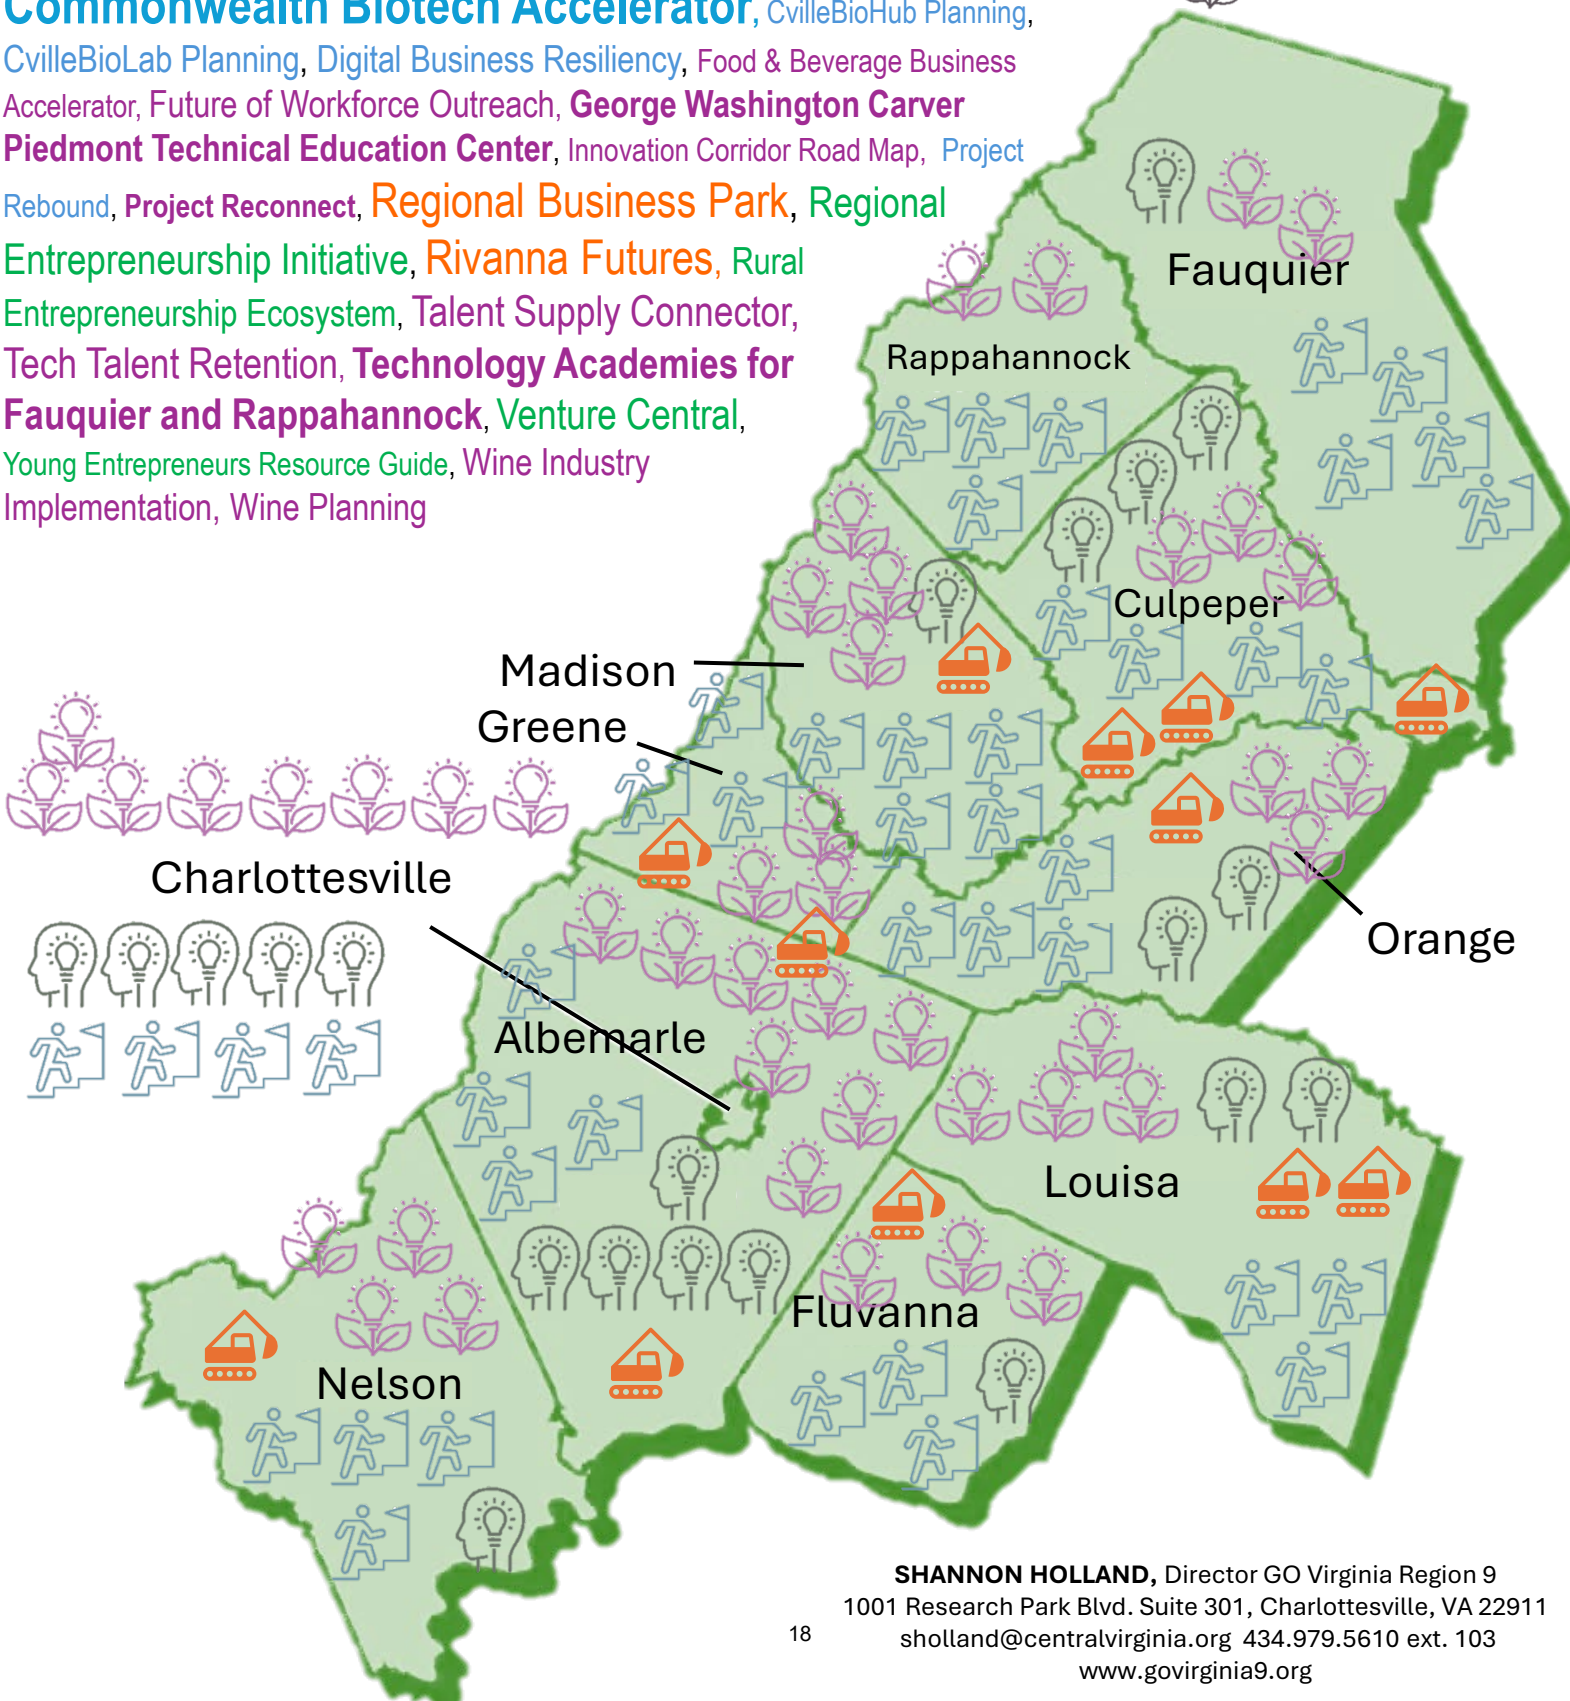 Commonwealth Biotech Accelerator, CvilleBioHub Planning,
CvilleBioLab Planning, Digital Business Resiliency, Food & Beverage Business
Accelerator, Future of Workforce Outreach, George Washington Carver
Piedmont Technical Education Center, Innovation Corridor Road Map, Project
Rebound, Project Reconnect, Regional Business Park, Regional
Entrepreneurship Initiative, Rivanna Futures, Rural
Entrepreneurship Ecosystem, Talent Supply Connector,
Tech Talent Retention, Technology Academies for
Fauquier and Rappahannock, Venture Central,
Young Entrepreneurs Resource Guide, Wine Industry
Implementation, Wine Planning
Fauquier
Rappahannock
Culpeper
Madison
Greene
Charlottesville
Orange
Albemarle
Louisa
Fluvanna
Nelson
SHANNON HOLLAND, Director GO Virginia Region 9
1001 Research Park Blvd. Suite 301, Charlottesville, VA 22911
sholland@centralvirginia.org 434.979.5610 ext. 103
www.govirginia9.org
18